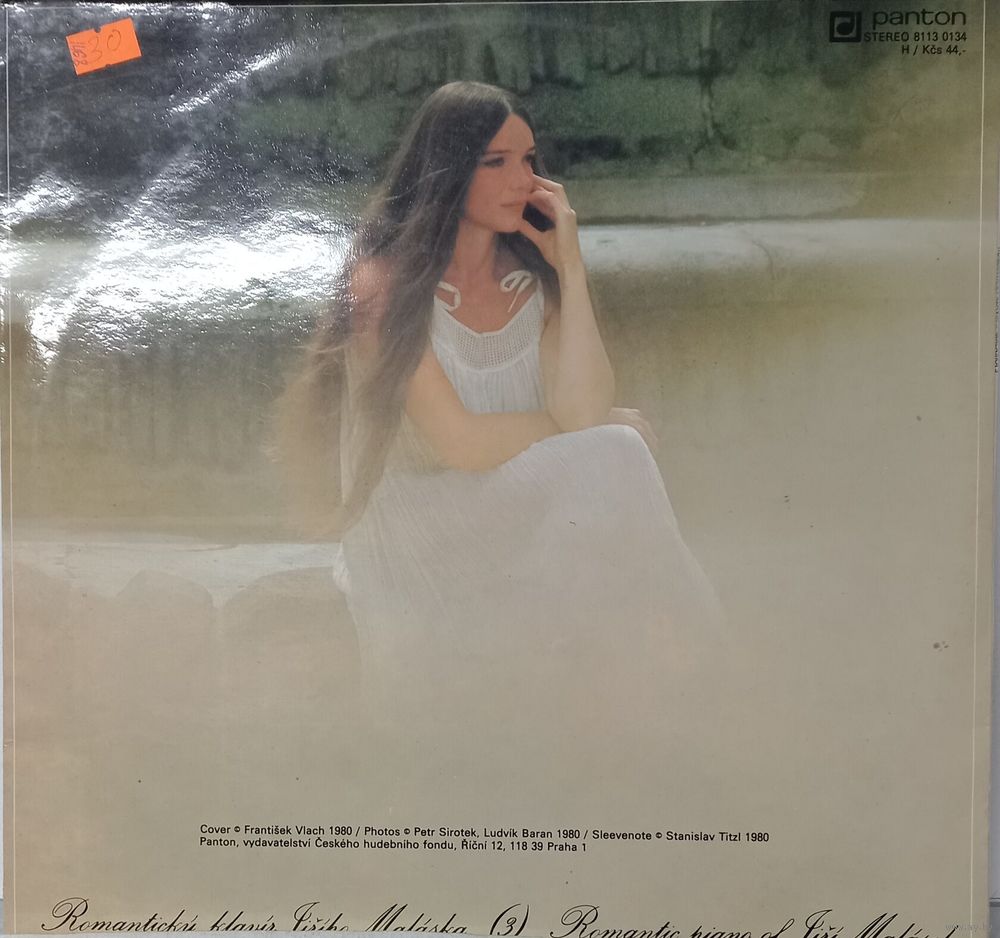 30
panton
STEREO 8113 0134
H / Kčs 44,-
Cover © František Vlach 1980 / Photos © Petr Sirotek, Ludvík Baran 1980 / Sleevenote © Stanislav Titzl 1980
Panton, vydavatelství Českého hudebního fondu, Říční 12, 118 39 Praha 1
Romantický klavír Jiřího Maláska (3) Romantic piano of Jiří